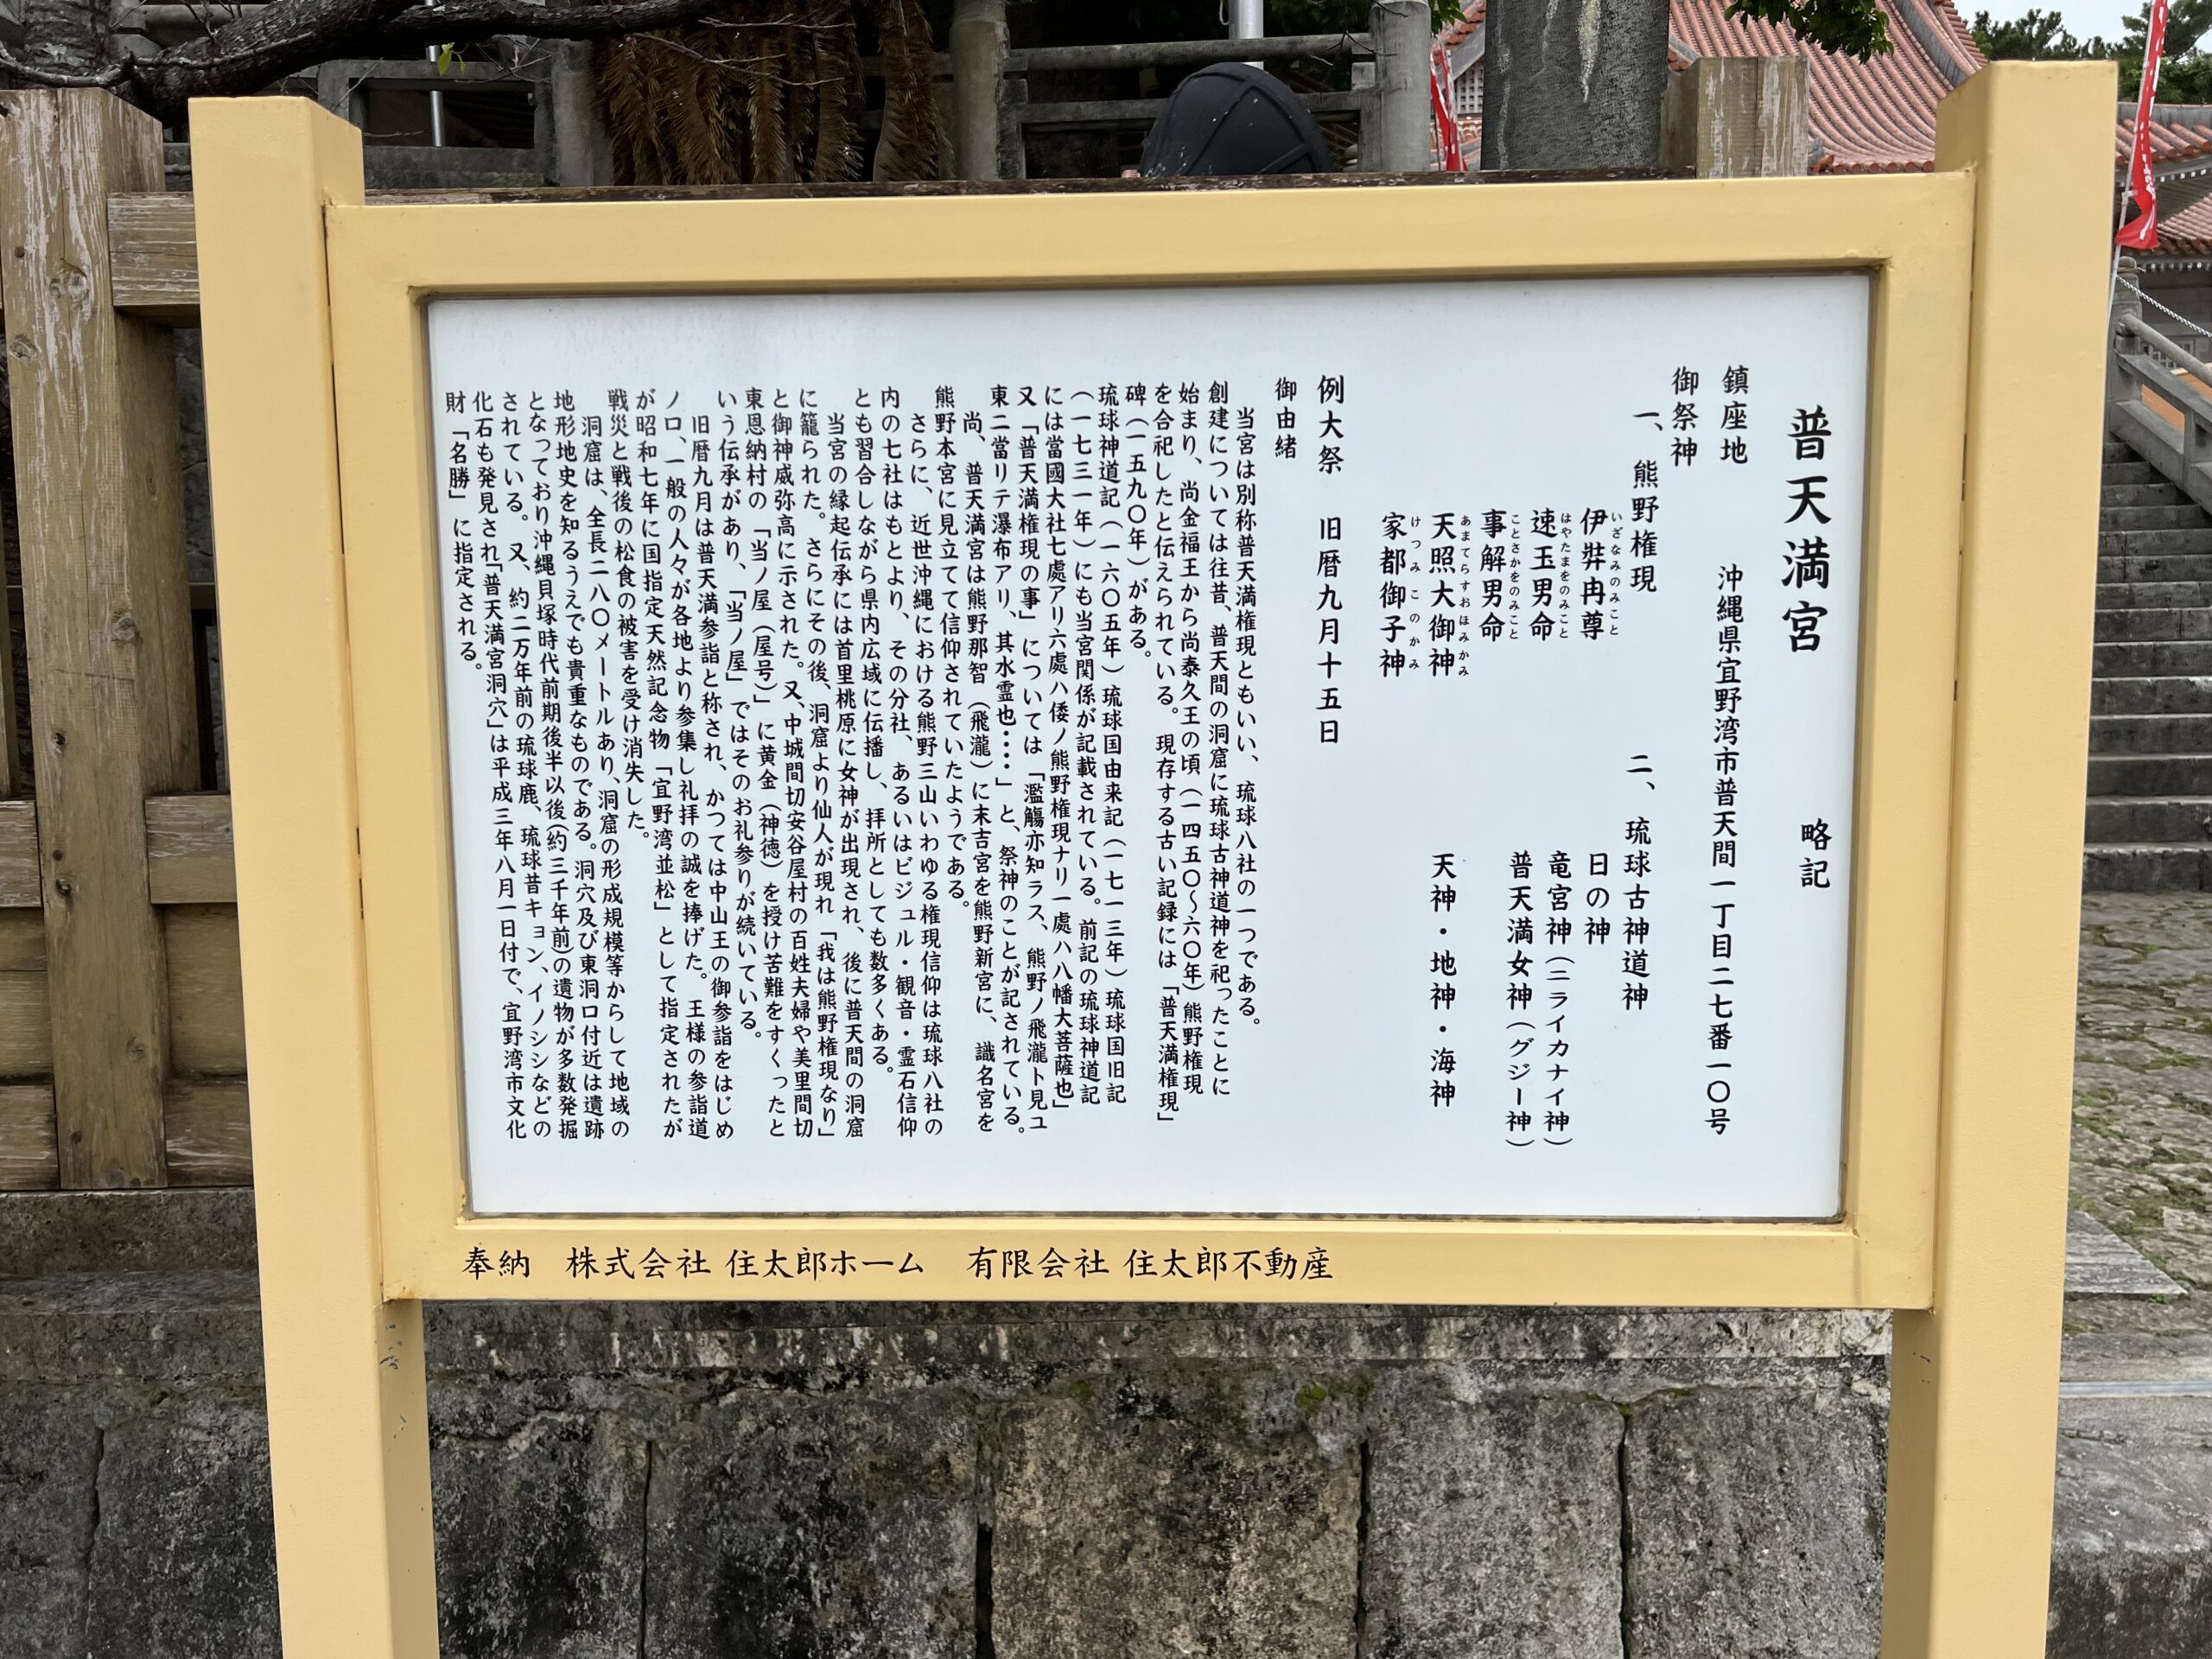 普天満宮　略記
鎮座地　沖縄県宜野湾市普天間一丁目二七番一〇号
御祭神
一、熊野権現
伊弉冉尊
いざなみのみこと
速玉男命
はやたまをのみこと
事解男命
ことさかをのみこと
天照大御神
あまてらすおほみかみ
家都御子神
けつみこのかみ
二、琉球古神道神
日の神
竜宮神（ニライカナイ神）
普天満女神（グジー神）
天神・地神・海神
例大祭　旧暦九月十五日
御由緒
当宮は別称普天満権現ともいい、琉球八社の一つである。
創建については往昔、普天間の洞窟に琉球古神道神を祀ったことに
始まり、尚金福王から尚泰久王の頃（一四五〇～六〇年）熊野権現
を合祀したと伝えられている。現存する古い記録には「普天満権現」
碑（一五九〇年）がある。
琉球神道記（一六〇五年）琉球国由来記（一七一三年）琉球国旧記
（一七三一年）にも当宮関係が記載されている。前記の琉球神道記
には當國大社七處アリ六處ハ倭ノ熊野権現ナリ一處ハ八幡大菩薩也」
又「普天満権現の事」については「濫觴亦知ラス、熊野ノ飛瀧ト見ユ
東二當リテ瀑布アリ、其水霊也‥‥」と、祭神のことが記されている。
尚、普天満宮は熊野那智（飛瀧）に末吉宮を熊野新宮に、識名宮を
熊野本宮に見立てて信仰されていたようである。
さらに、近世沖縄における熊野三山いわゆる権現信仰は琉球八社の
内の七社はもとより、その分社、あるいはビジュル・観音・霊石信仰
とも習合しながら県内広域に伝播し、拝所としても数多くある。
当宮の縁起伝承には首里桃原に女神が出現され、後に普天間の洞窟
に籠られた。さらにその後、洞窟より仙人が現れ「我は熊野権現なり」
と御神威弥高に示された。又、中城間切安谷屋村の百姓夫婦や美里間切
東恩納村の「当ノ屋（屋号）」に黄金（神徳）を授け苦難をすくったと
いう伝承があり、「当ノ屋」ではそのお礼参りが続いている。
旧暦九月は普天満参詣と称され、かつては中山王の御参詣をはじめ
ノロ、一般の人々が各地より参集し礼拝の誠を捧げた。王様の参詣道
が昭和七年に国指定天然記念物「宜野湾並松」として指定されたが
戦災と戦後の松食の被害を受け消失した。
洞窟は、全長二八〇メートルあり、洞窟の形成規模等からして地域の
地形地史を知るうえでも貴重なものである。洞穴及び東洞口付近は遺跡
となっており沖縄貝塚時代前期後半以後(約三千年前)の遺物が多数発掘
されている。又、約二万年前の琉球鹿、琉球昔キョン、イノシシなどの
化石も発見され「普天満宮洞穴」は平成三年八月一日付で、宜野湾市文化
財「名勝」に指定される。
奉納　株式会社 住太郎ホーム　有限会社 住太郎不動産